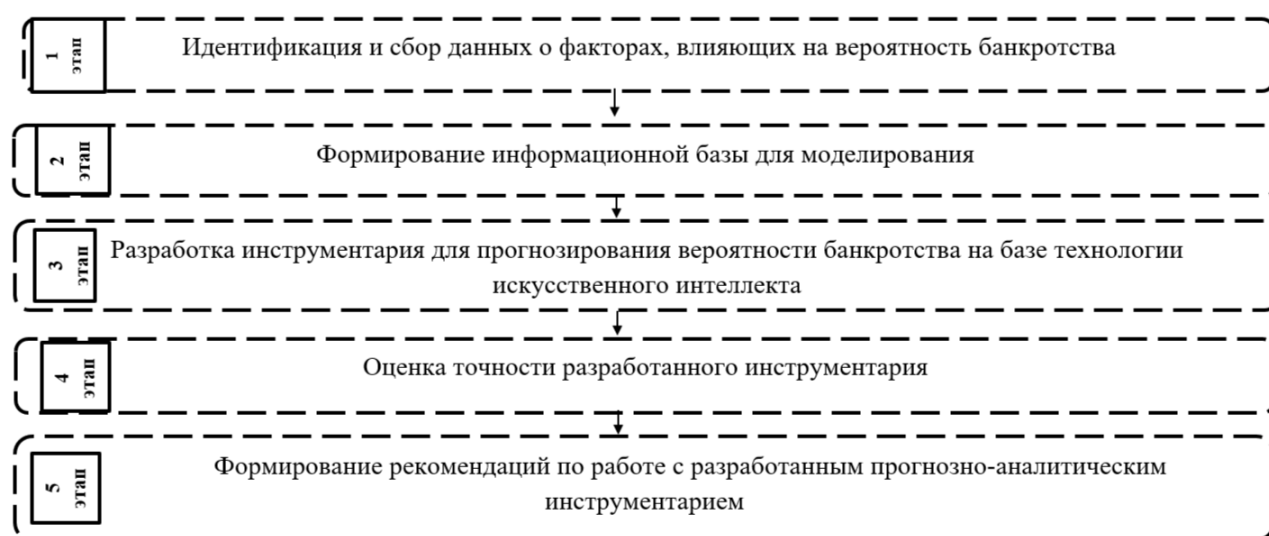 1 этап
Идентификация и сбор данных о факторах, влияющих на вероятность банкротства
2 этап
Формирование информационной базы для моделирования
3 этап
Разработка инструментария для прогнозирования вероятности банкротства на базе технологии
искусственного интеллекта
4 этап
Оценка точности разработанного инструментария
5 этап
Формирование рекомендаций по работе с разработанным прогнозно-аналитическим
инструментарием